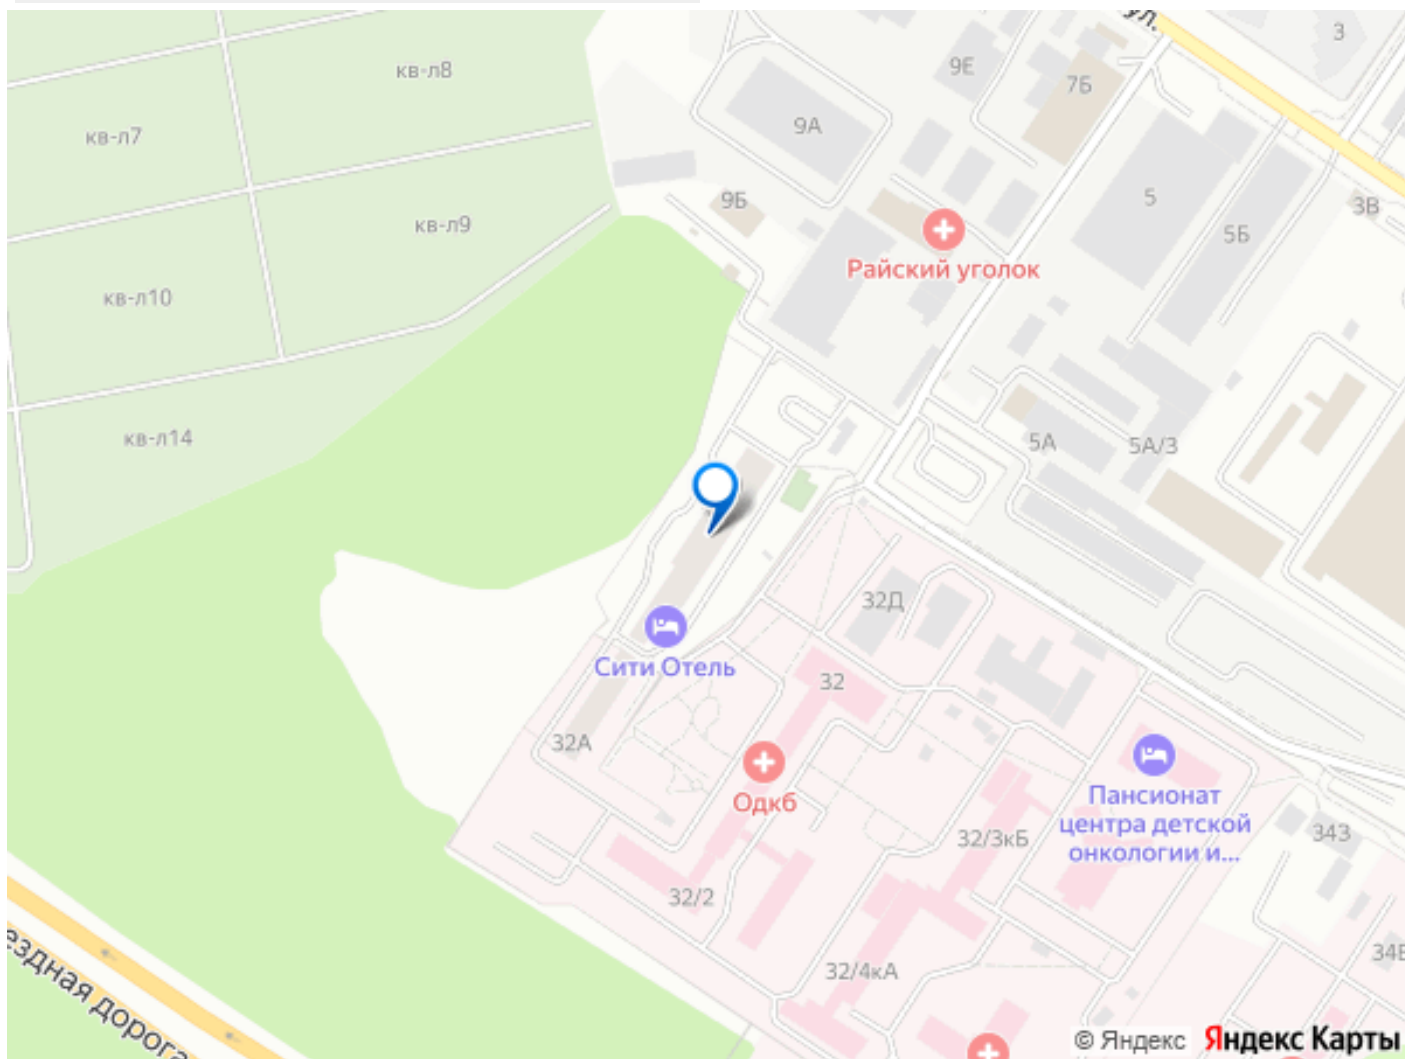 ул.
3
кв-л8
9Е
7Б
кв-л7
9А
9Б
5
3В
кв-л9
5Б
Райский уголок
кв-л10
кв-л14
5А
5А/3
32Д
Сити Отель
32
32А
Одкб
Пансионат
центра детской
онкологии и...
32/3кБ
343
32/2
32/4кА
34Б
ездная дорога
© Яндекс Яндекс Карты